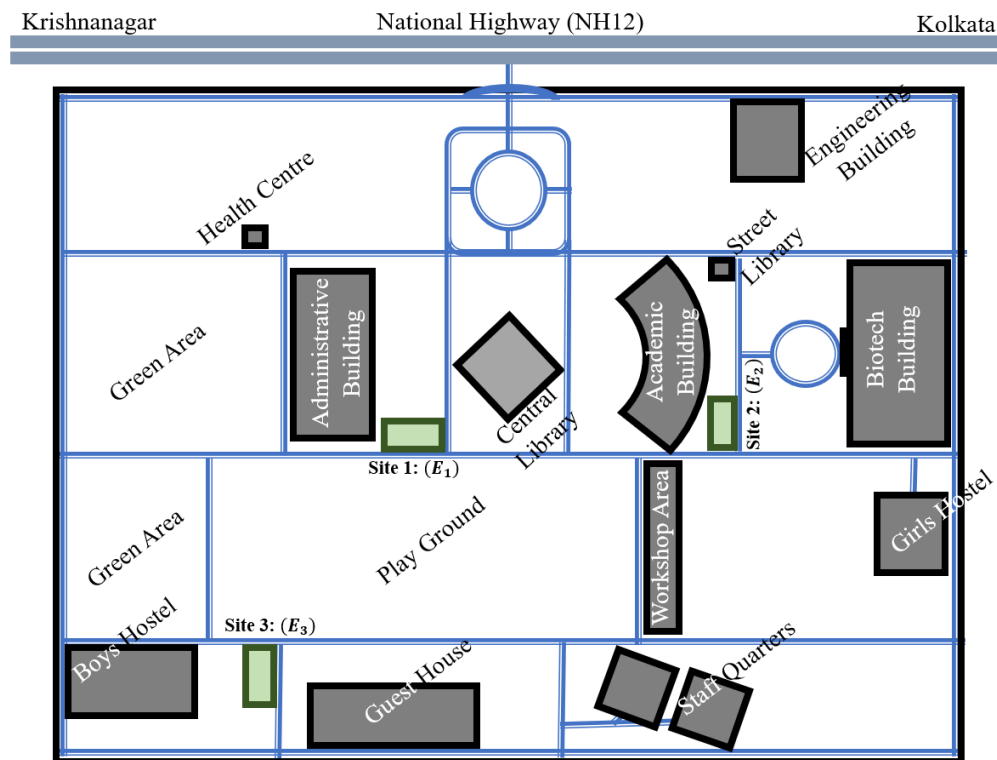 Krishnanagar
National Highway (NH12)
Kolkata
Engineering
Building
Health Centre
Street
Library
Green Area
Administrative
Building
Central
Library
Academic
Building
Biotech
Building
Site 2: (E₂)
Site 1: (E₁)
Green Area
Play Ground
Workshop Area
Girls Hostel
Boys Hostel
Site 3: (E₃)
Guest House
Staff Quarters